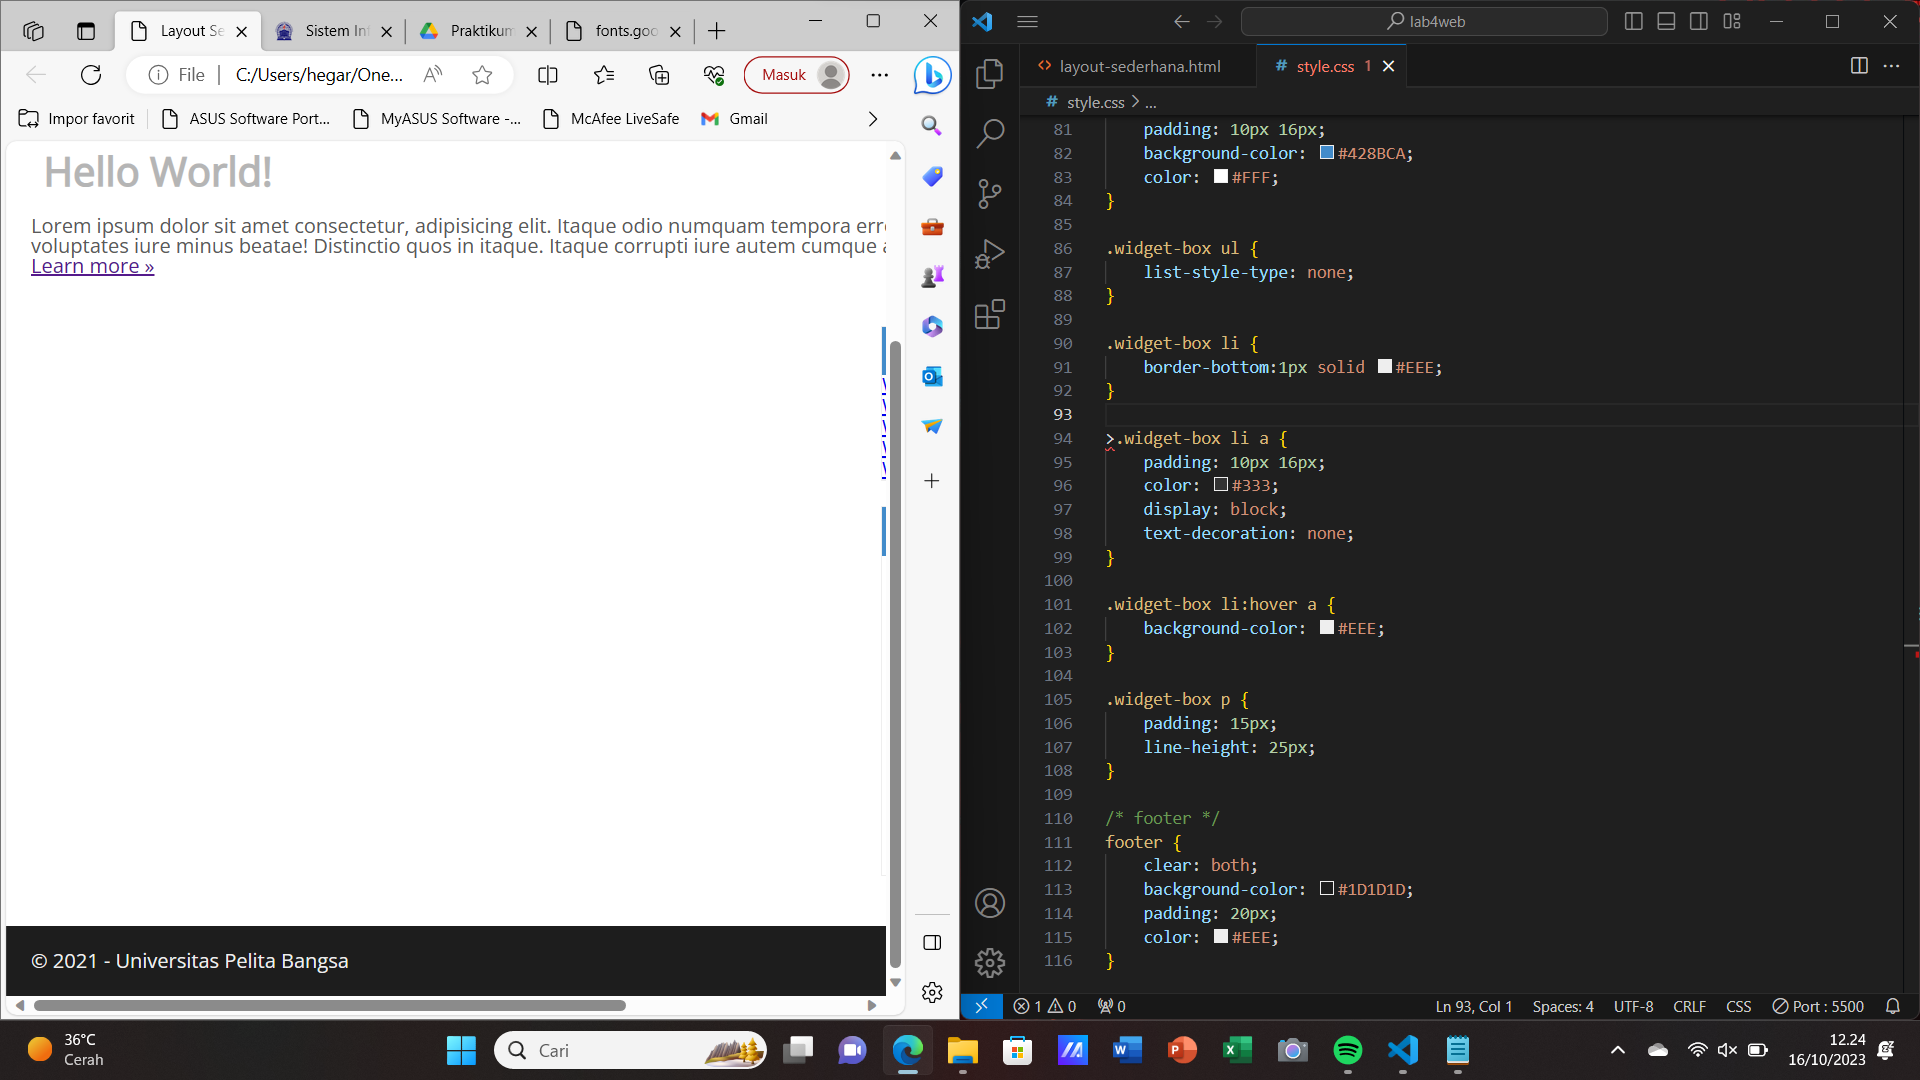 Layout Se
Sistem Inf
Praktikum
fonts.goo
File
C:/Users/hegar/One...
Masuk
Impor favorit
ASUS Software Port...
MyASUS Software -...
McAfee LiveSafe
Gmail
Hello World!
Lorem ipsum dolor sit amet consectetur, adipisicing elit. Itaque odio numquam tempora erro
voluptates iure minus beatae! Distinctio quos in itaque. Itaque corrupti iure autem cumque a
Learn more »
© 2021 - Universitas Pelita Bangsa
lab4web
layout-sederhana.html
# style.css 1
# style.css > ...
81 padding: 10px 16px;
82 background-color: #428BCA;
83 color: #FFF;
84 }
85
86 .widget-box ul {
87 list-style-type: none;
88 }
89
90 .widget-box li {
91 border-bottom:1px solid #EEE;
92 }
93
94 >.widget-box li a {
95 padding: 10px 16px;
96 color: #333;
97 display: block;
98 text-decoration: none;
99 }
100
101 .widget-box li:hover a {
102 background-color: #EEE;
103 }
104
105 .widget-box p {
106 padding: 15px;
107 line-height: 25px;
108 }
109
110 /* footer */
111 footer {
112 clear: both;
113 background-color: #1D1D1D;
114 padding: 20px;
115 color: #EEE;
116 }
1 0 0 Ln 93, Col 1 Spaces: 4 UTF-8 CRLF CSS Port : 5500
36°C
Cerah
Cari
12.24
16/10/2023